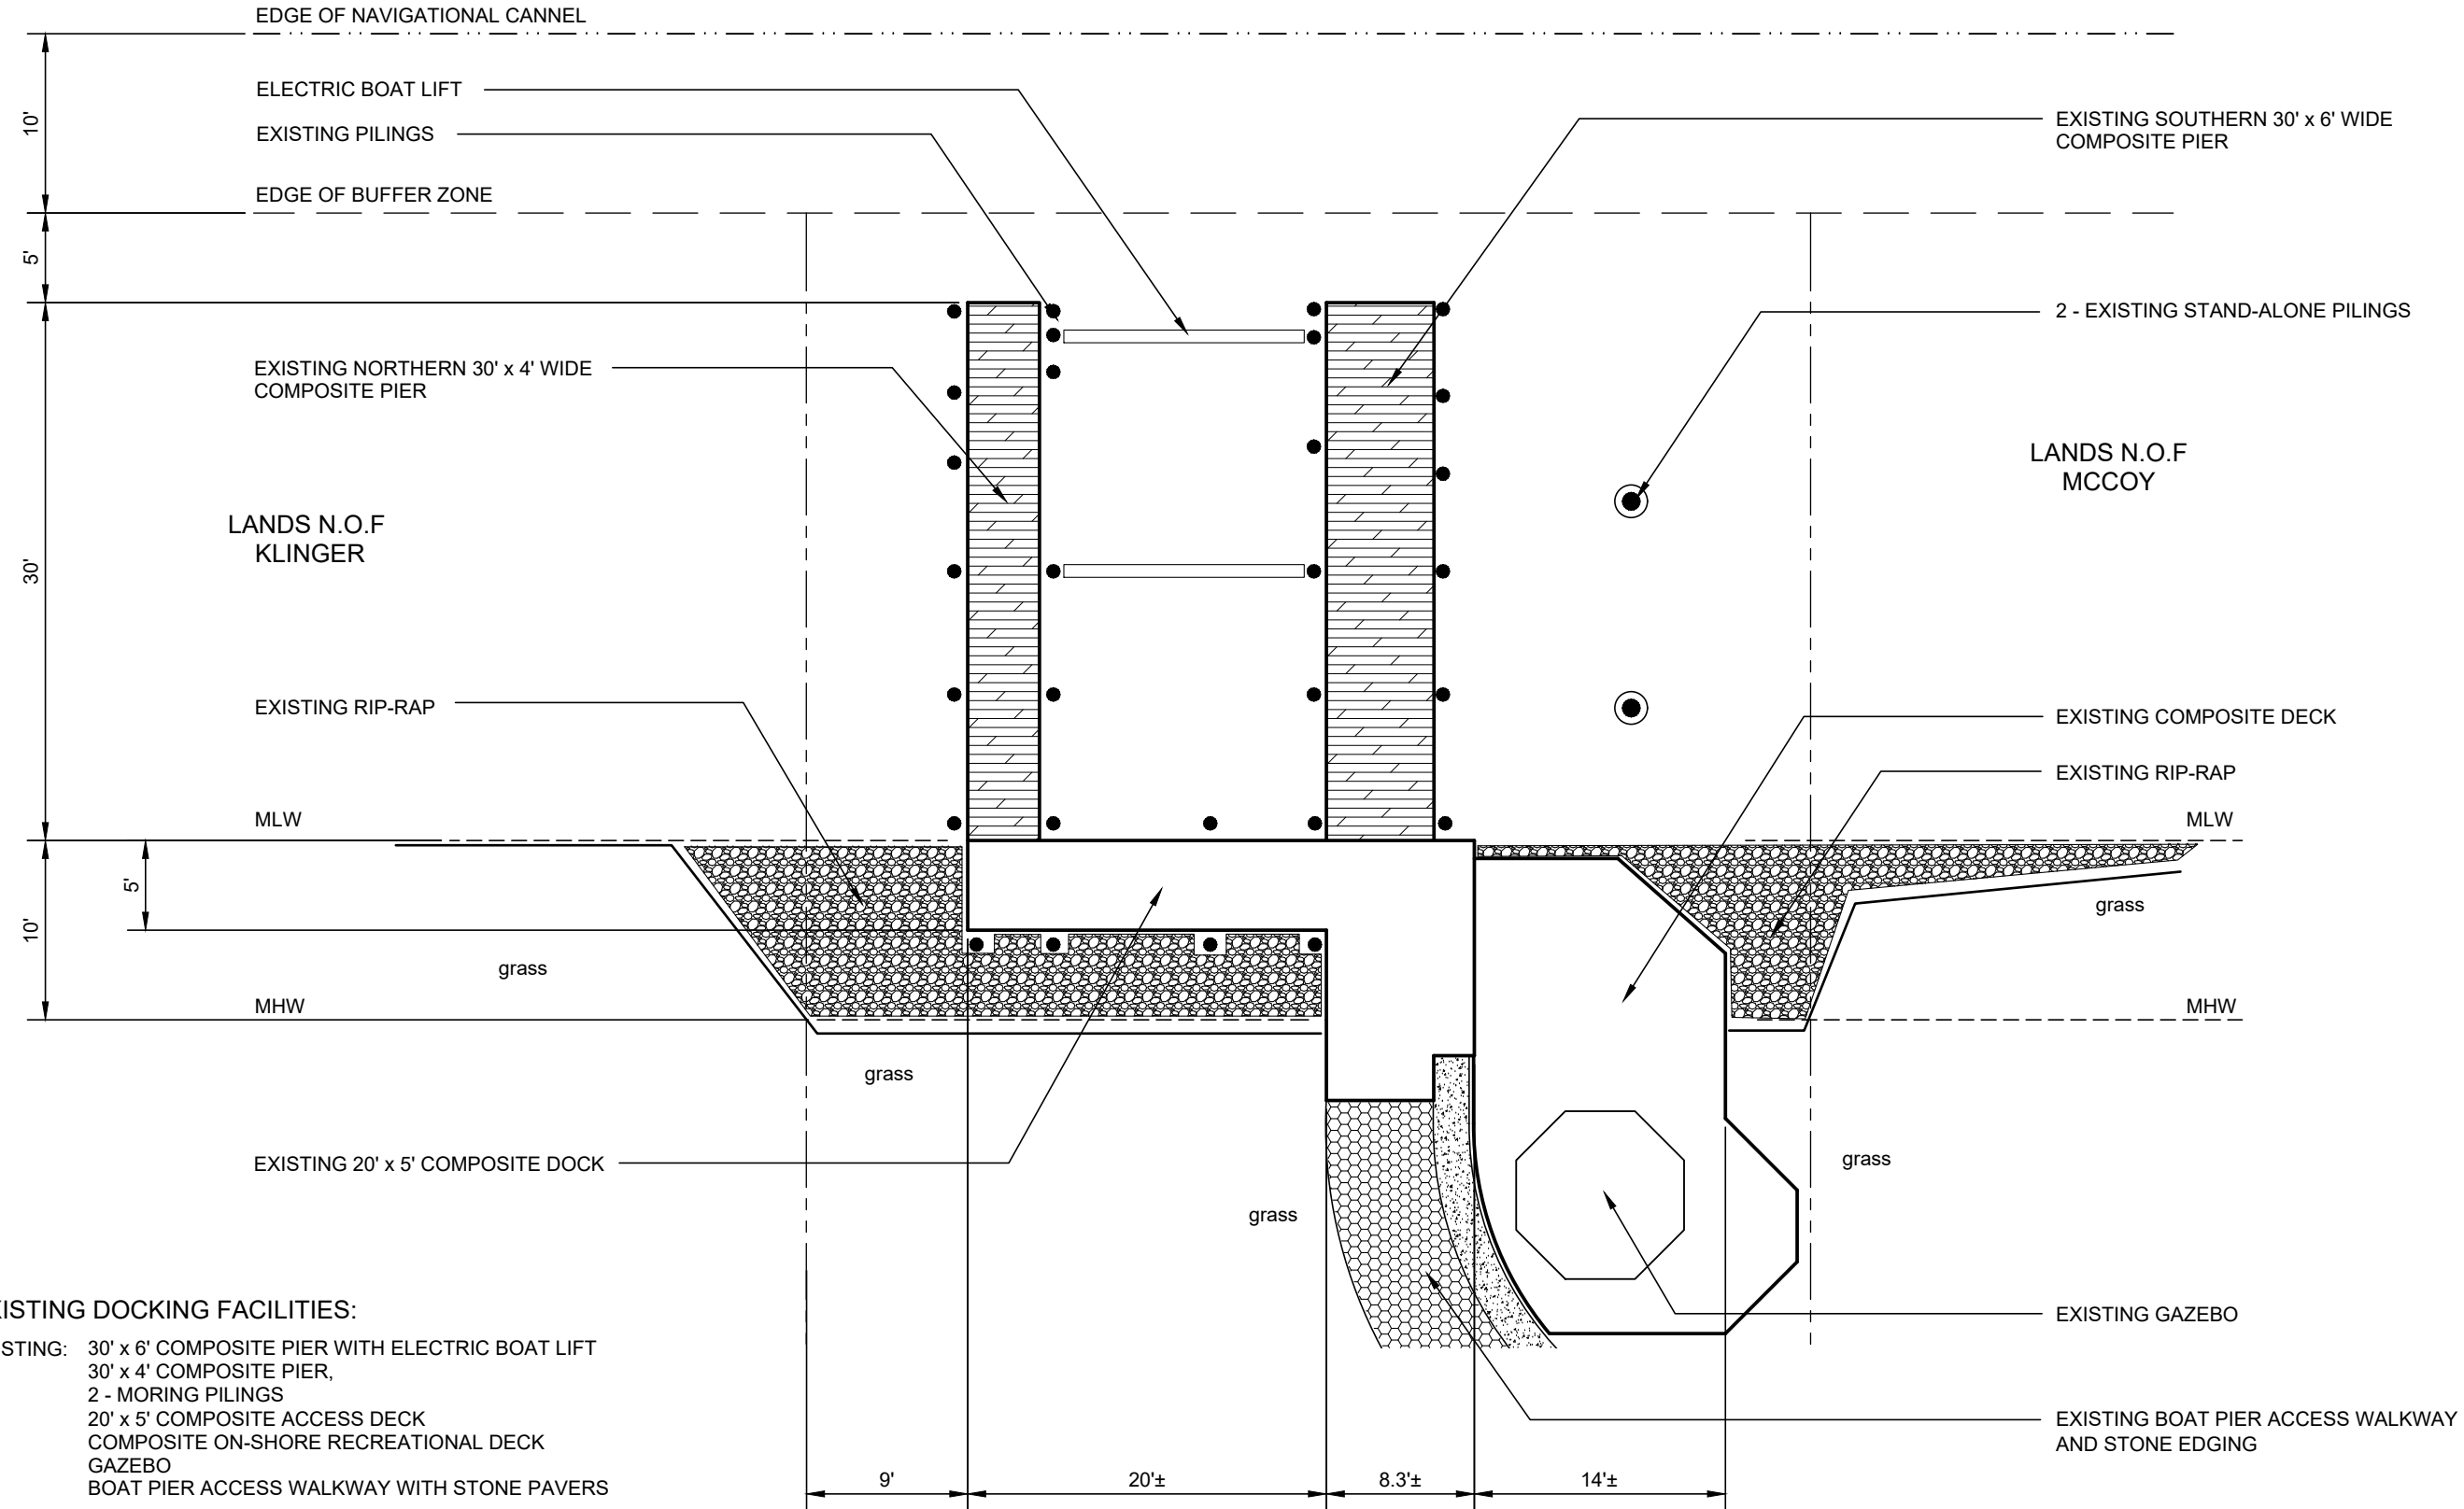 EDGE OF NAVIGATIONAL CANNEL
ELECTRIC BOAT LIFT
EXISTING PILINGS
EDGE OF BUFFER ZONE
10'
5'
30'
10'
5'
EXISTING SOUTHERN 30' x 6' WIDE
COMPOSITE PIER
2 - EXISTING STAND-ALONE PILINGS
EXISTING NORTHERN 30' x 4' WIDE
COMPOSITE PIER
LANDS N.O.F
MCCOY
LANDS N.O.F
KLINGER
EXISTING RIP-RAP
EXISTING COMPOSITE DECK
EXISTING RIP-RAP
MLW
MLW
grass
grass
MHW
MHW
grass
grass
EXISTING 20' x 5' COMPOSITE DOCK
grass
EXISTING GAZEBO
EXISTING BOAT PIER ACCESS WALKWAY
AND STONE EDGING
XISTING DOCKING FACILITIES:
ISTING: 30' x 6' COMPOSITE PIER WITH ELECTRIC BOAT LIFT
30' x 4' COMPOSITE PIER,
2 - MORING PILINGS
20' x 5' COMPOSITE ACCESS DECK
COMPOSITE ON-SHORE RECREATIONAL DECK
GAZEBO
BOAT PIER ACCESS WALKWAY WITH STONE PAVERS
9'
20'±
8.3'±
14'±